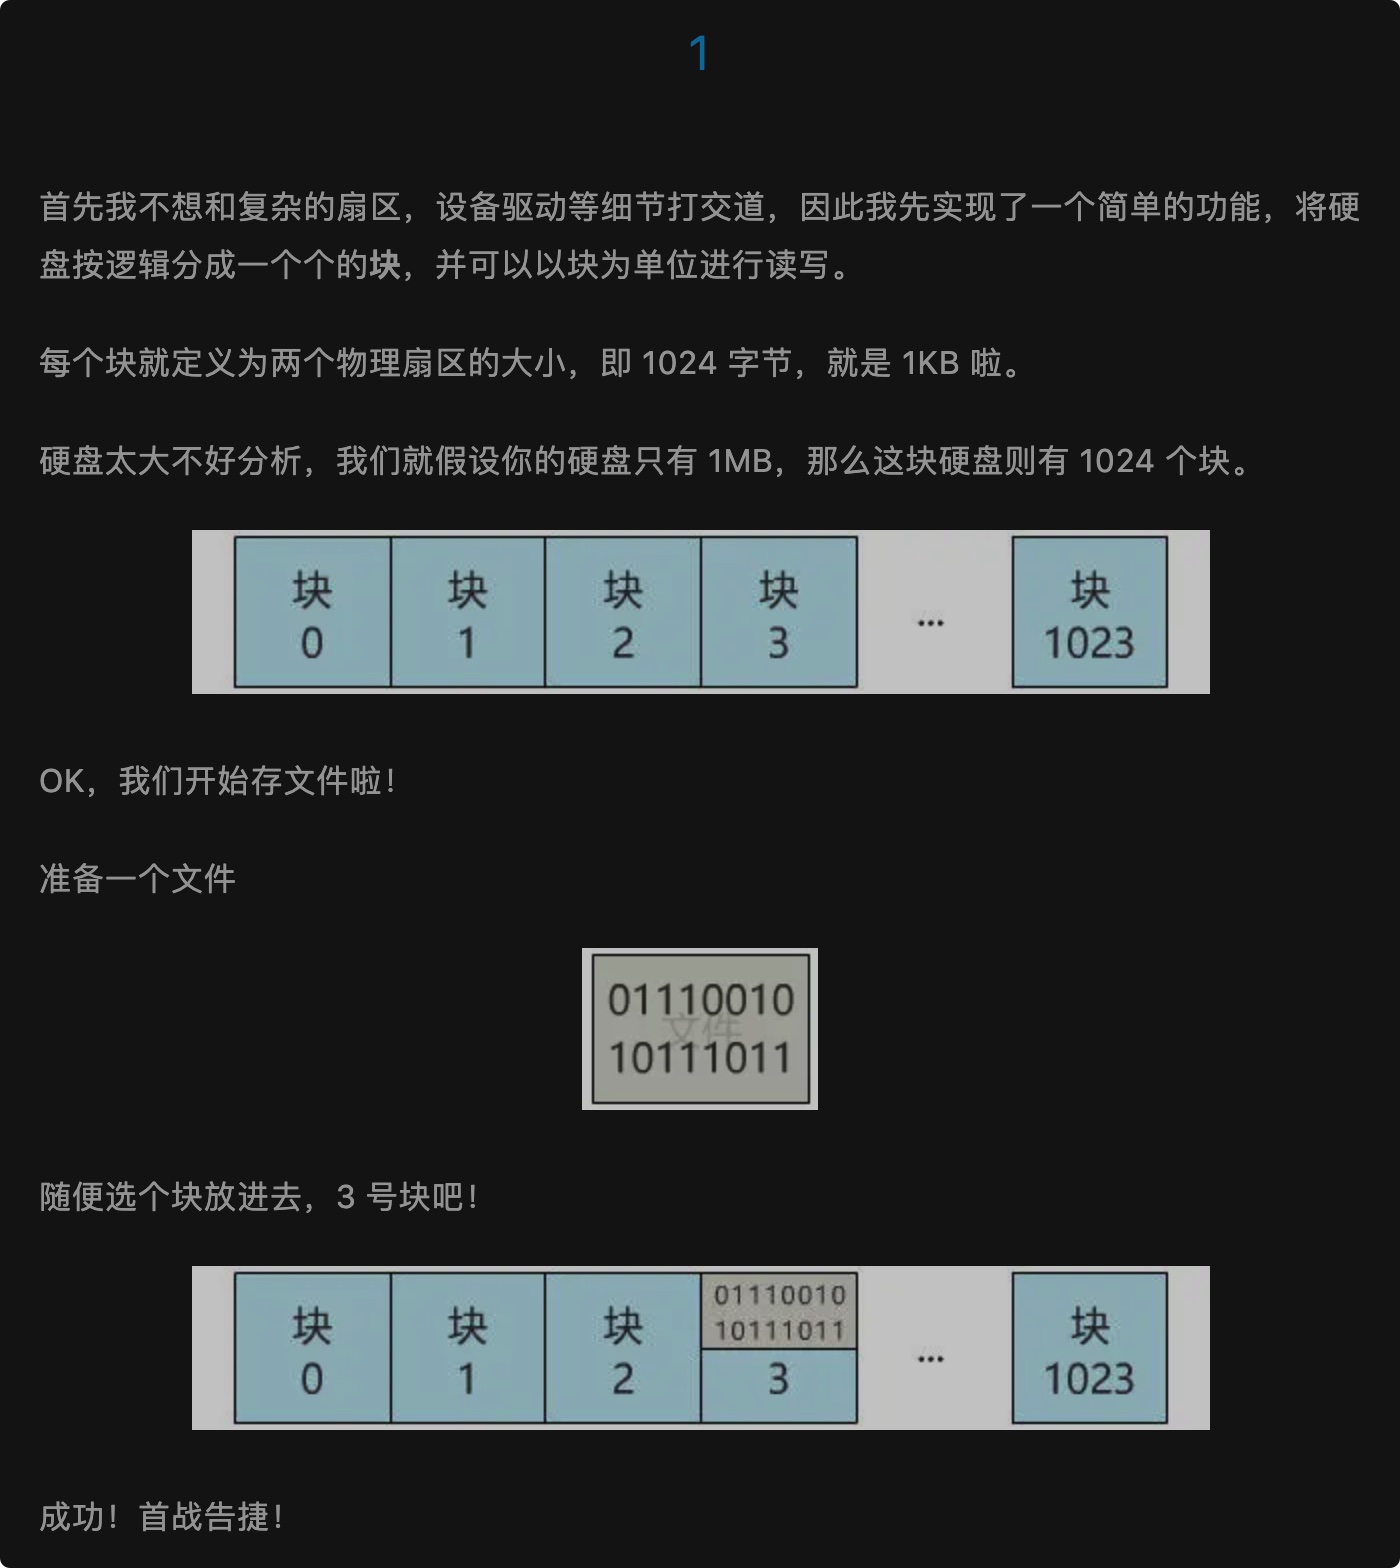 1
首先我不想和复杂的扇区，设备驱动等细节打交道，因此我先实现了一个简单的功能，将硬
盘按逻辑分成一个个的块，并可以以块为单位进行读写。
每个块就定义为两个物理扇区的大小，即 1024 字节，就是 1KB 啦。
硬盘太大不好分析，我们就假设你的硬盘只有 1MB，那么这块硬盘则有 1024 个块。
块 块 块 块 块
0 1 2 3 ... 1023
OK，我们开始存文件啦！
准备一个文件
01110010
文件
10111011
随便选个块放进去，3 号块吧！
01110010
10111011
块 块 块 块
0 1 2 3 ... 1023
成功！首战告捷！